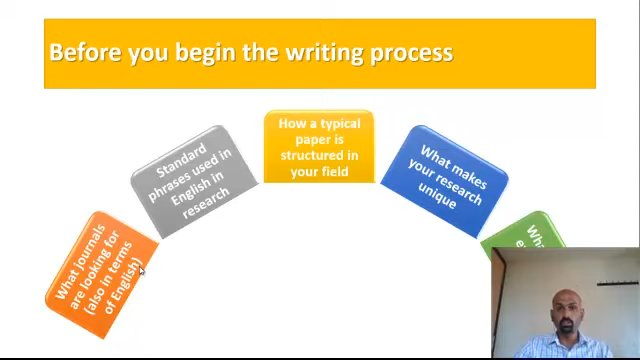 Before you begin the writing process
What journals
are looking for
(also in terms
of English)
Standard
phrases used in
English in
research
How a typical
paper is
structured in
your field
What makes
your research
unique